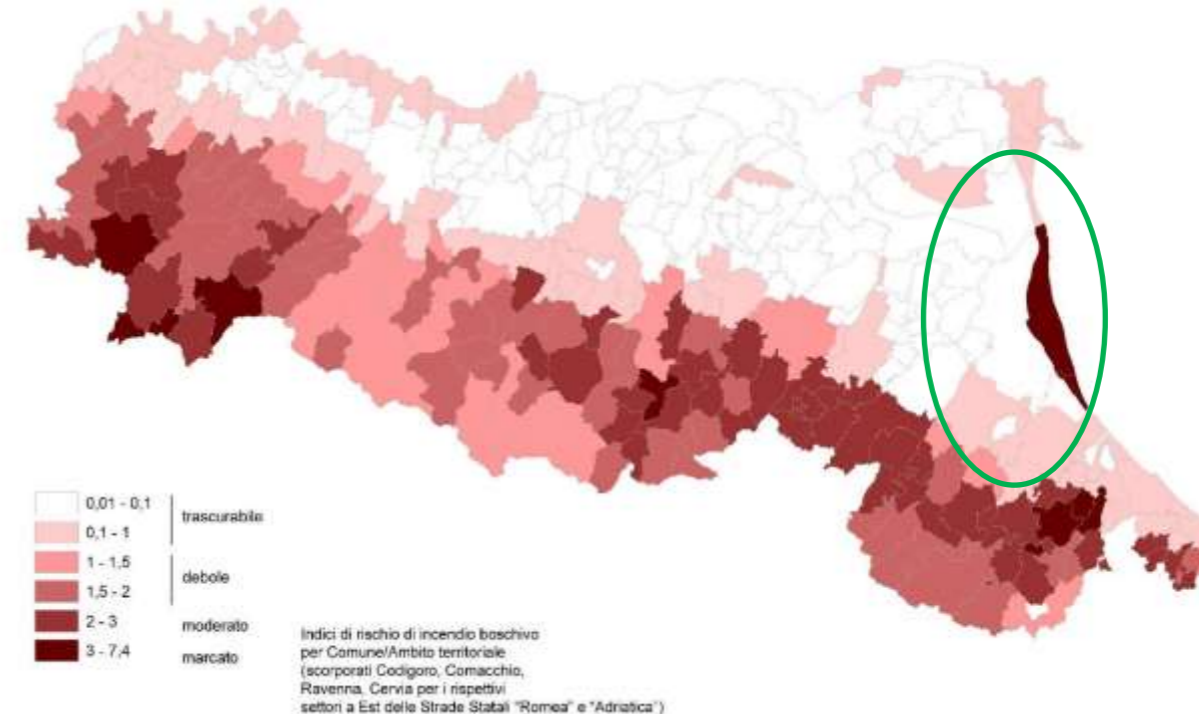 0,01 - 0,1
trascurabile
0,1 - 1
1 - 1,5
debole
1,5 - 2
2 - 3
moderato
3 - 7,4
marcato
Indici di rischio di incendio boschivo
per Comune/Ambito territoriale
(scorporati Codigoro, Comacchio,
Ravenna, Cervia per i rispettivi
settori a Est delle Strade Statali "Romea" e "Adriatica")